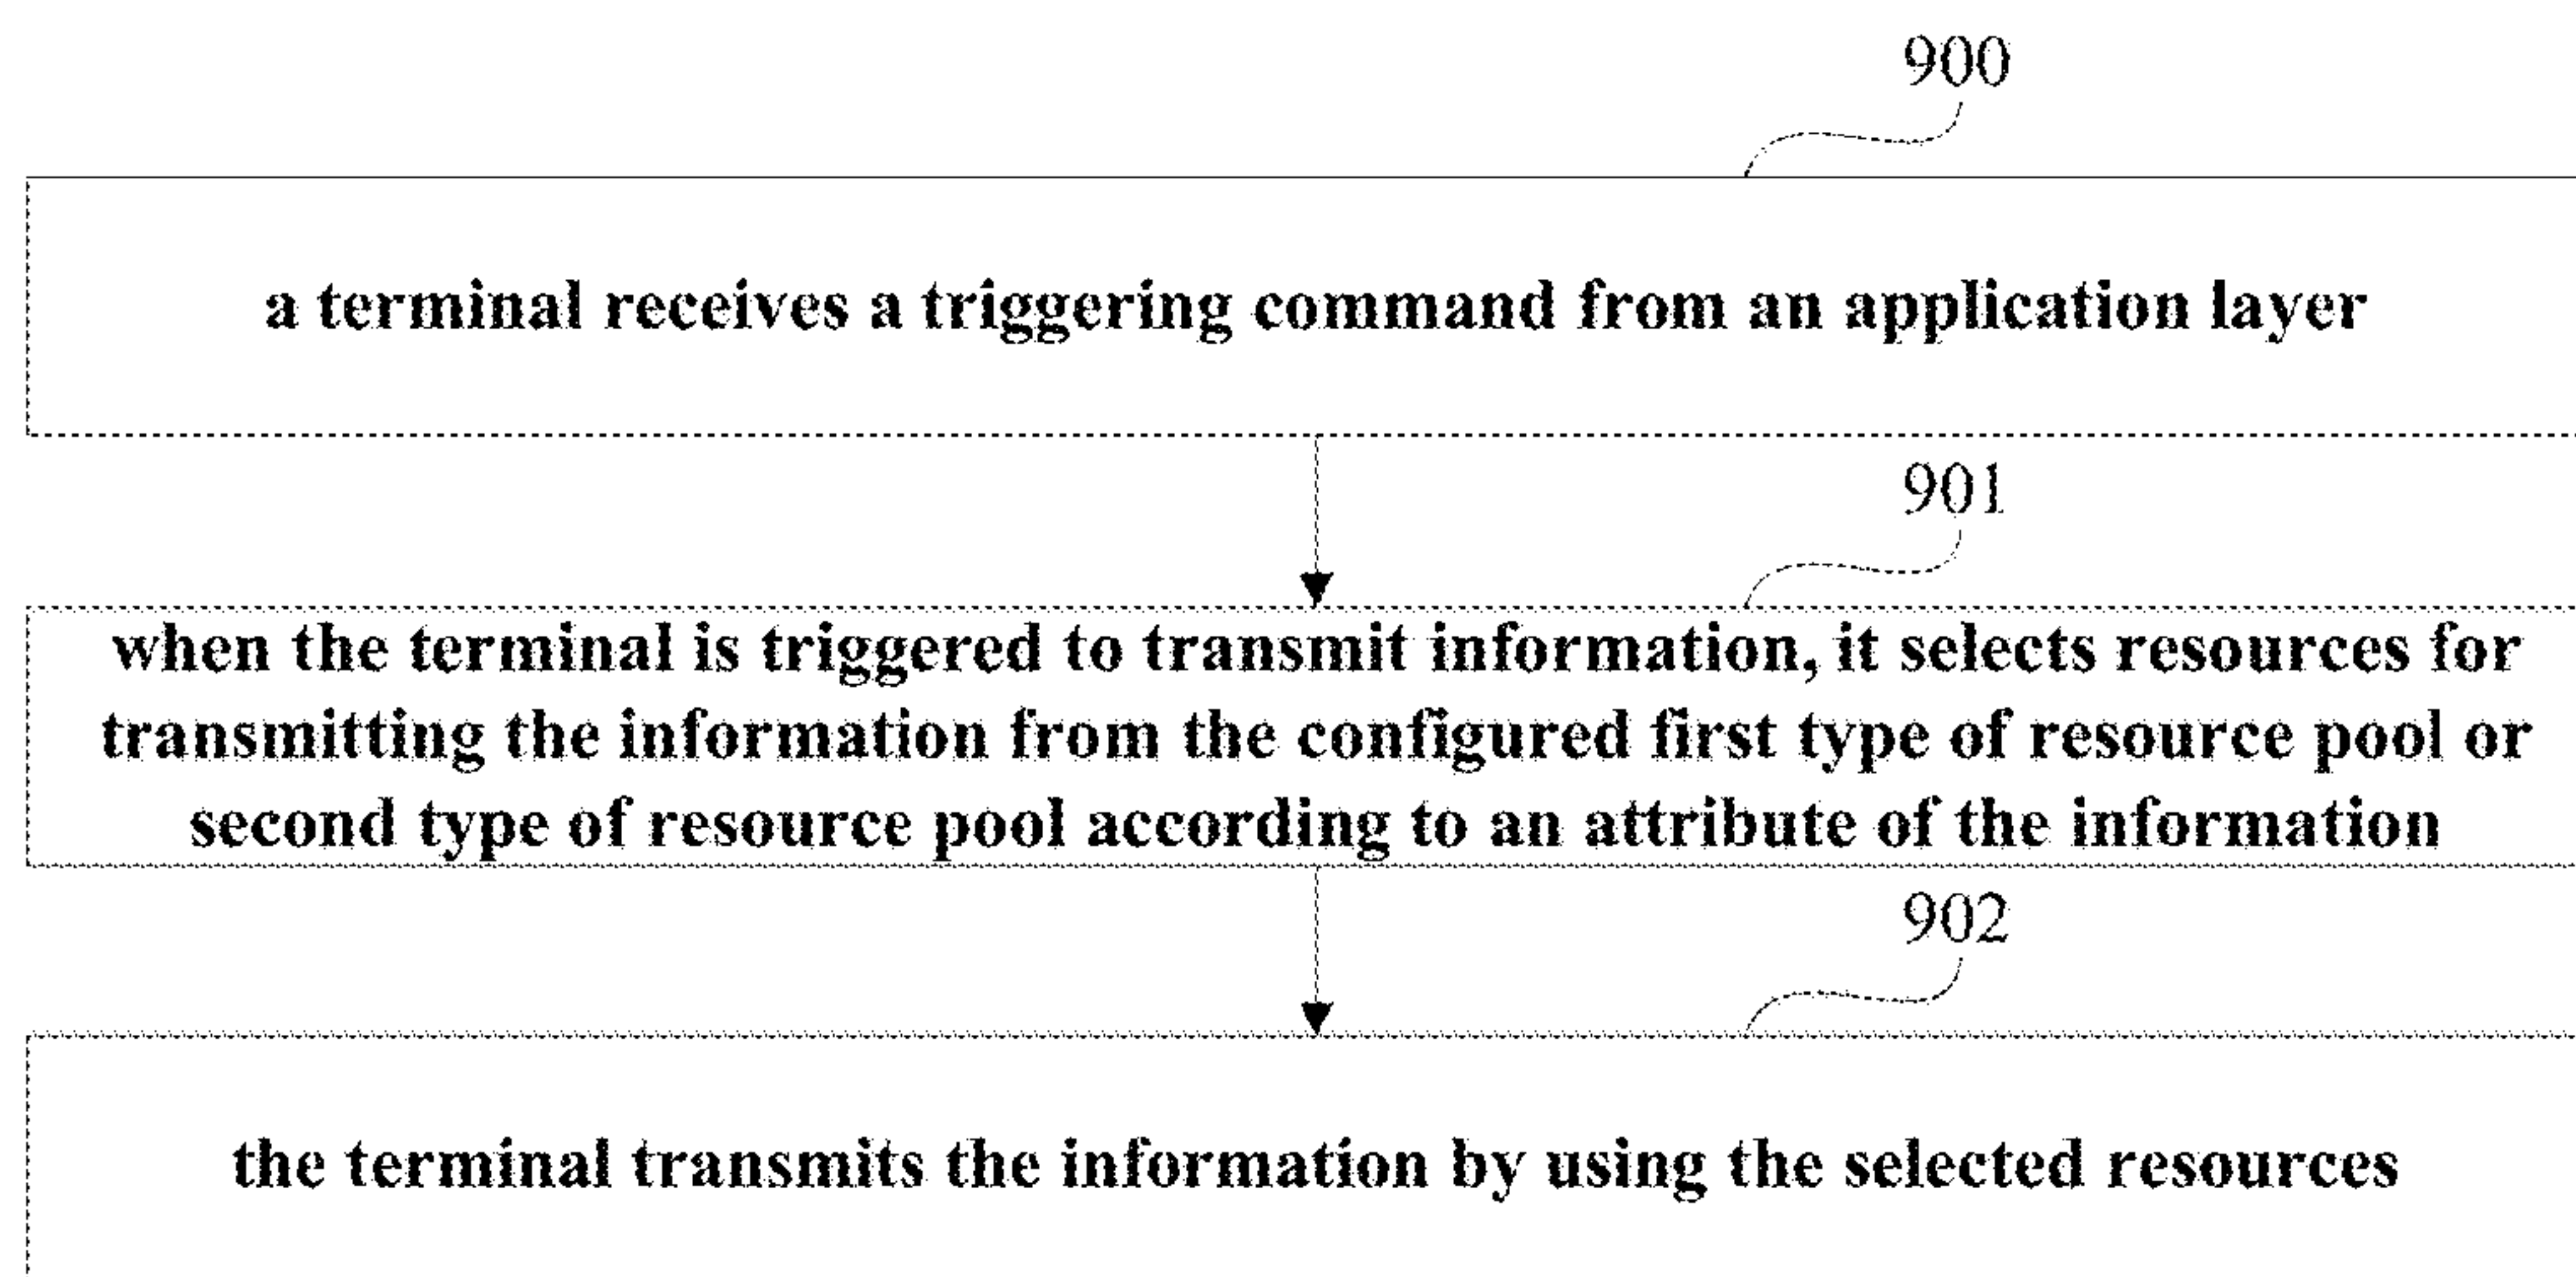 900
a terminal receives a triggering command from an application layer
901
when the terminal is triggered to transmit information, it selects resources for
transmitting the information from the configured first type of resource pool or
second type of resource pool according to an attribute of the information
902
the terminal transmits the information by using the selected resources